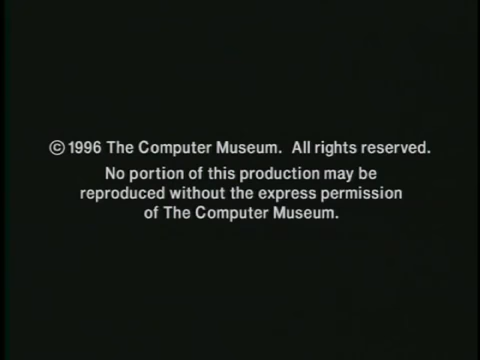 © 1996 The Computer Museum.  All rights reserved.
No portion of this production may be
reproduced without the express permission
of The Computer Museum.